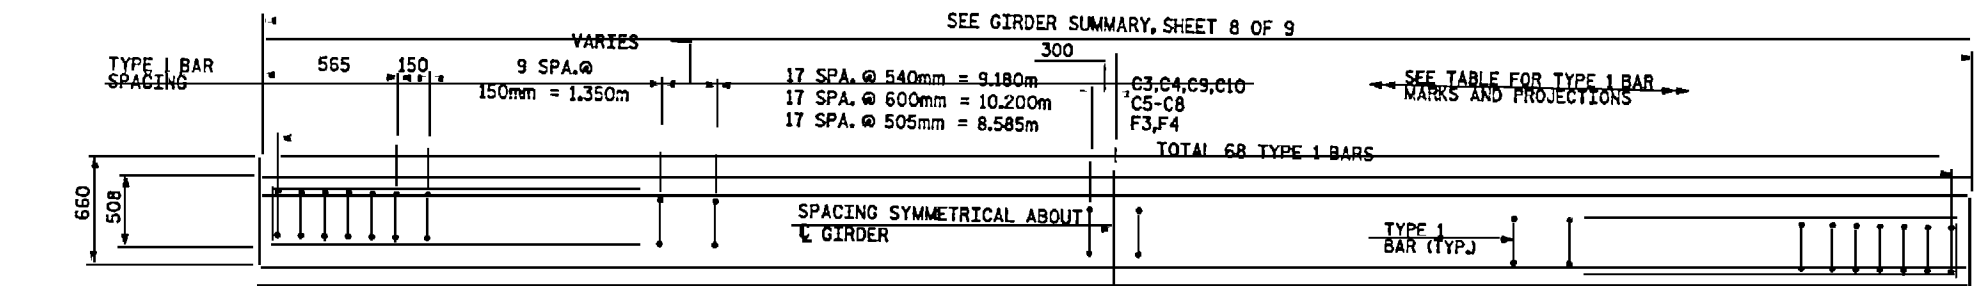 SEE GIRDER SUMMARY, SHEET 8 OF 9
VARIES
300
TYPE 1 BAR
SPACING
565
150
9 SPA.@
150mm = 1.350m
17 SPA. @ 540mm = 9.180m
17 SPA. @ 600mm = 10.200m
17 SPA. @ 505mm = 8.585m
C3,C4,C9,C10
C5-C8
F3,F4
SEE TABLE FOR TYPE 1 BAR
MARKS AND PROJECTIONS
TOTAL 68 TYPE 1 BARS
660
508
SPACING SYMMETRICAL ABOUT
℄ GIRDER
TYPE 1
BAR (TYP.)